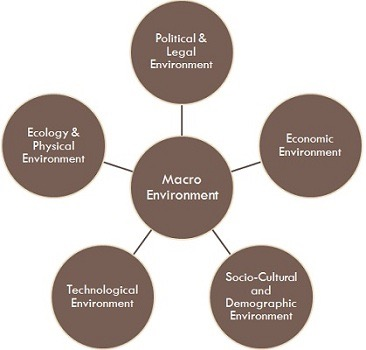 Political &
Legal
Environment
Ecology &
Physical
Environment
Economic
Environment
Macro
Environment
Technological
Environment
Socio-Cultural
and
Demographic
Environment